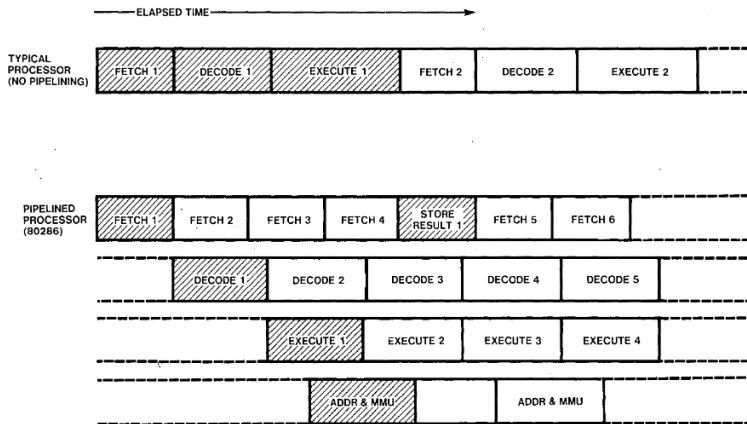 ELAPSED TIME
TYPICAL
PROCESSOR
(NO PIPELINING)
FETCH 1 DECODE 1 EXECUTE 1 FETCH 2 DECODE 2 EXECUTE 2
PIPELINED
PROCESSOR
(80286)
FETCH 1 FETCH 2 FETCH 3 FETCH 4 STORE RESULT 1 FETCH 5 FETCH 6
DECODE 1 DECODE 2 DECODE 3 DECODE 4 DECODE 5
EXECUTE 1 EXECUTE 2 EXECUTE 3 EXECUTE 4
ADDR & MMU ADDR & MMU